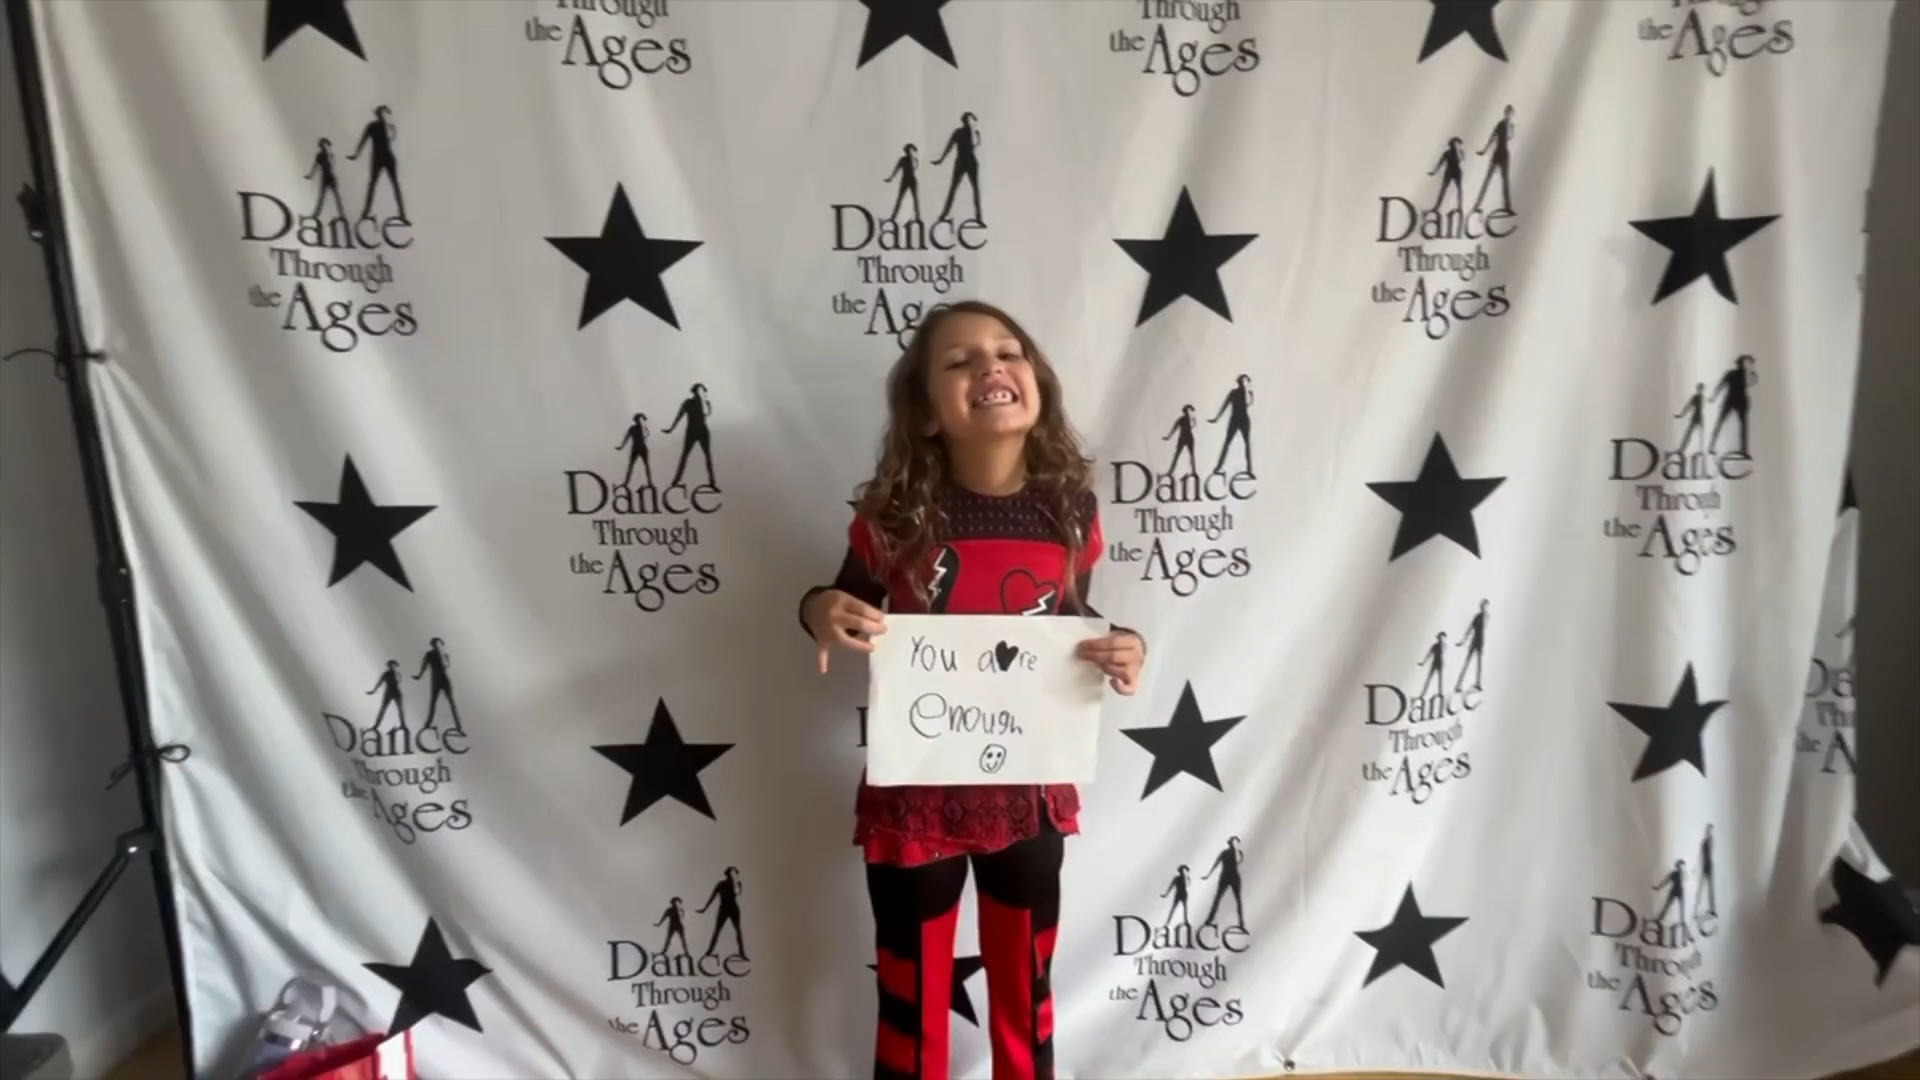 Through
the Ages
Through
the Ages
Through
the Ages
Dance
Through
the Ages
Dance
Through
the Ages
Dance
Through
the Ages
Dance
Through
the Ages
Dance
Through
the Ages
Dance
Through
the Ages
You are
Enough
Dance
Through
the Ages
Dance
Through
the Ages
Dance
Through
the Ages
Dance
Through
the Ages
Dance
Through
the Ages